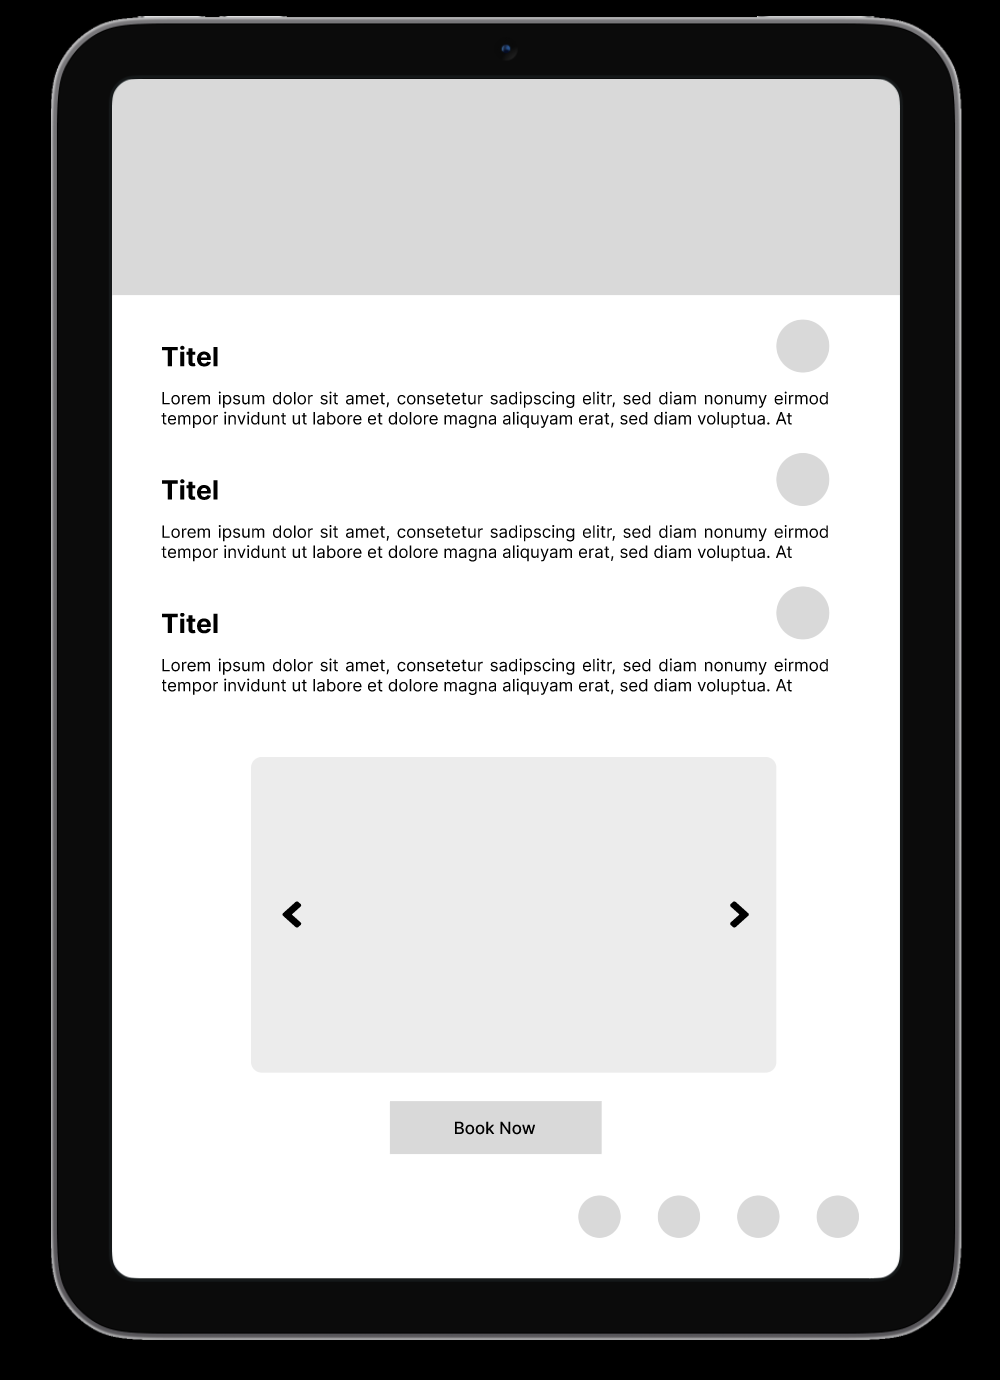 Titel
Lorem ipsum dolor sit amet, consetetur sadipscing elitr, sed diam nonumy eirmod
tempor invidunt ut labore et dolore magna aliquyam erat, sed diam voluptua. At
Titel
Lorem ipsum dolor sit amet, consetetur sadipscing elitr, sed diam nonumy eirmod
tempor invidunt ut labore et dolore magna aliquyam erat, sed diam voluptua. At
Titel
Lorem ipsum dolor sit amet, consetetur sadipscing elitr, sed diam nonumy eirmod
tempor invidunt ut labore et dolore magna aliquyam erat, sed diam voluptua. At
Book Now